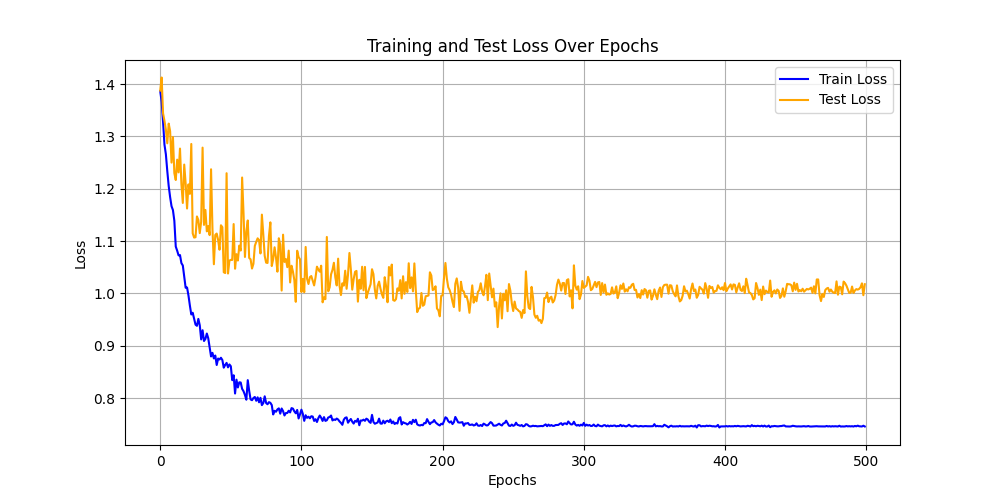 Training and Test Loss Over Epochs
Train Loss
Test Loss
1.4
1.3
1.2
1.1
1.0
0.9
0.8
Loss
0 100 200 300 400 500
Epochs